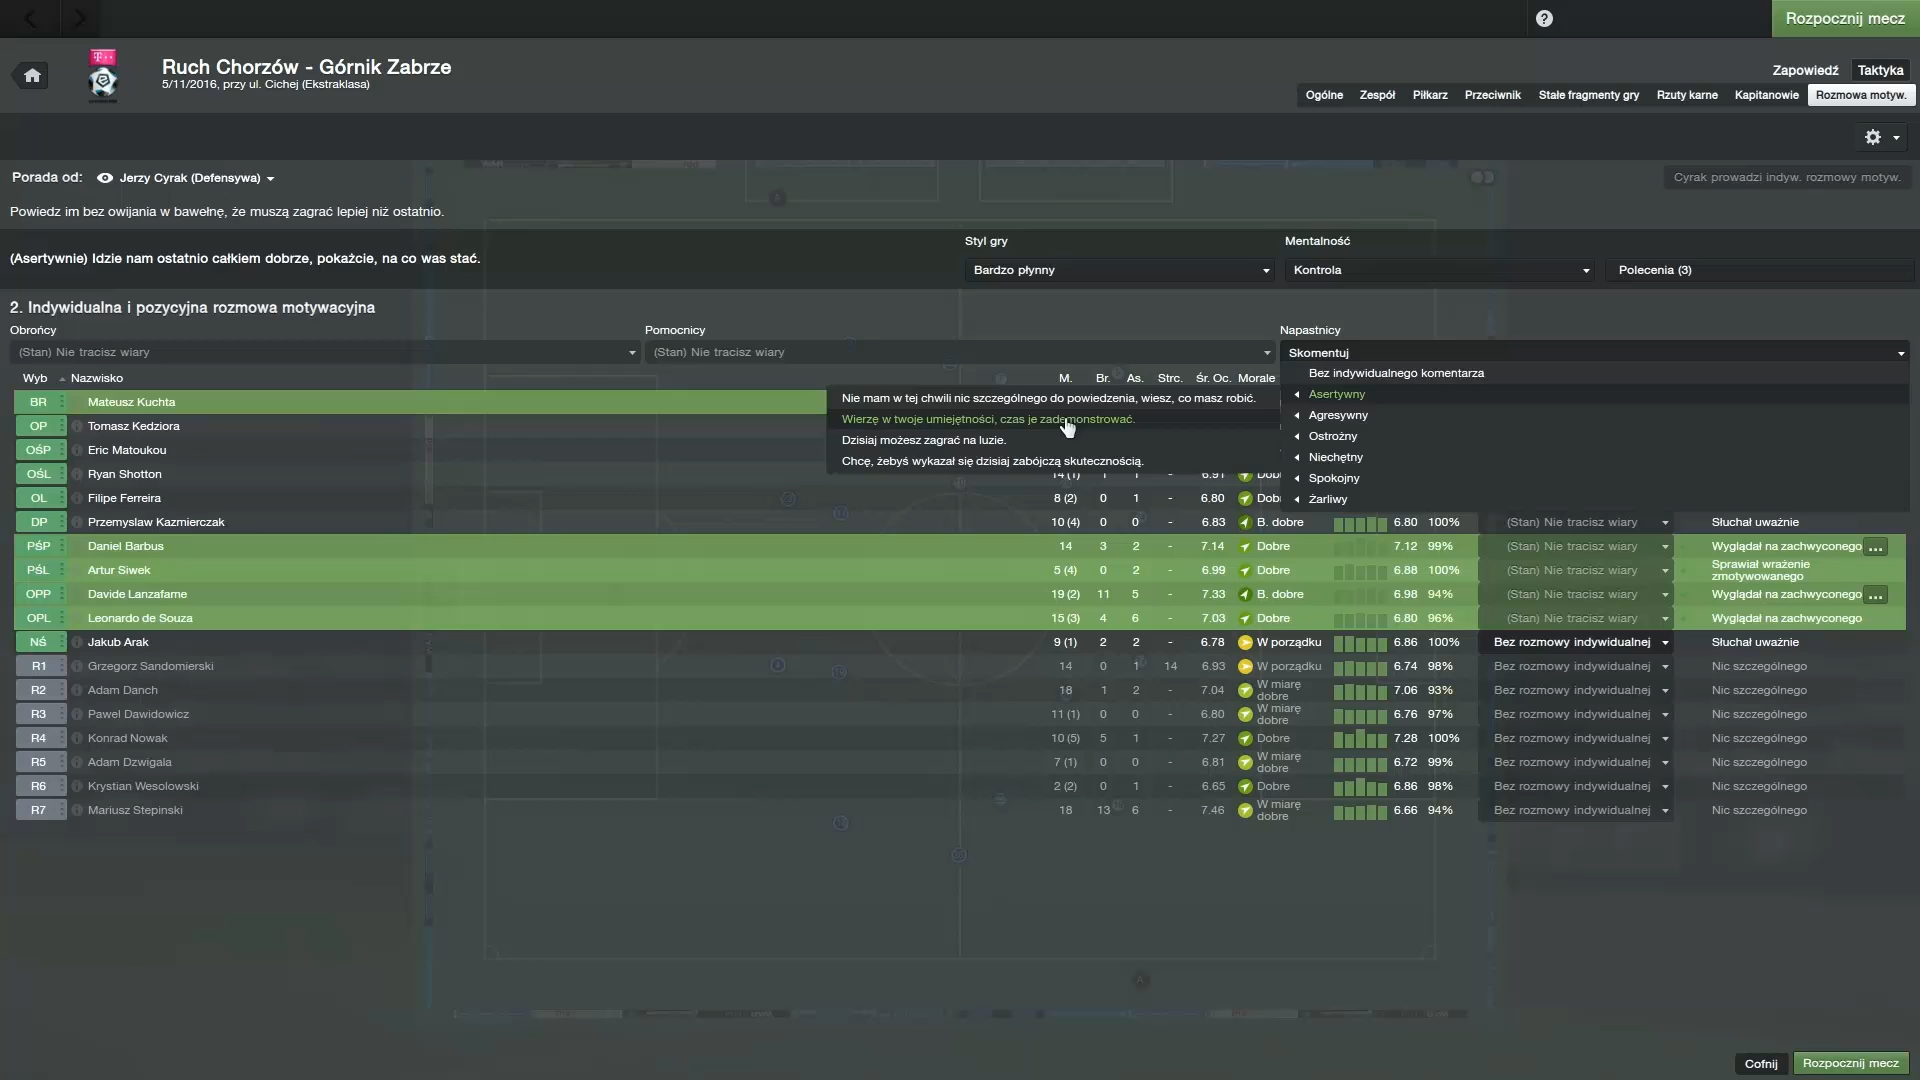 Rozpocznij mecz
Ruch Chorzów - Górnik Zabrze
5/11/2016, przy ul. Cichej (Ekstraklasa)
Zapowiedź Taktyka
Ogólne Zespół Piłkarz Przeciwnik Stałe fragmenty gry Rzuty karne Kapitanowie Rozmowa motyw.
Porada od: Jerzy Cyrak (Defensywa)
Cyrak prowadzi indyw. rozmowy motyw.
Powiedz im bez owijania w bawełnę, że muszą zagrać lepiej niż ostatnio.
Styl gry Mentalność
(Asertywnie) Idzie nam ostatnio całkiem dobrze, pokażcie, na co was stać.
Bardzo płynny Kontrola Polecenia (3)
2. Indywidualna i pozycyjna rozmowa motywacyjna
Obrońcy Pomocnicy Napastnicy
(Stan) Nie tracisz wiary (Stan) Nie tracisz wiary Skomentuj
Bez indywidualnego komentarza
Asertywny
Agresywny
Ostrożny
Niechętny
Spokojny
Żarliwy
Wyb Nazwisko M. Br. As. Strc. Śr. Oc. Morale
Nie mam w tej chwili nic szczególnego do powiedzenia, wiesz, co masz robić.
Wierzę w twoje umiejętności, czas je zademonstrować.
Dzisiaj możesz zagrać na luzie.
Chcę, żebyś wykazał się dzisiaj zabójczą skutecznością.
BR Mateusz Kuchta
OP Tomasz Kedziora
OŚP Eric Matoukou
OŚL Ryan Shotton 14 (1) 1 1 - 6.91
OL Filipe Ferreira 8 (2) 0 1 - 6.80
DP Przemyslaw Kazmierczak 10 (4) 0 0 - 6.83 B. dobre 6.80 100% (Stan) Nie tracisz wiary Słuchał uważnie
PŚP Daniel Barbus 14 3 2 - 7.14 Dobre 7.12 99% (Stan) Nie tracisz wiary Wyglądał na zachwyconego ...
PŚL Artur Siwek 5 (4) 0 2 - 6.99 Dobre 6.88 100% (Stan) Nie tracisz wiary Sprawiał wrażenie zmotywowanego
OPP Davide Lanzafame 19 (2) 11 5 - 7.33 B. dobre 6.98 94% (Stan) Nie tracisz wiary Wyglądał na zachwyconego ...
OPL Leonardo de Souza 15 (3) 4 6 - 7.03 Dobre 6.80 96% (Stan) Nie tracisz wiary Wyglądał na zachwyconego
NŚ Jakub Arak 9 (1) 2 2 - 6.78 W porządku 6.86 100% Bez rozmowy indywidualnej Słuchał uważnie
R1 Grzegorz Sandomierski 14 0 1 14 6.93 W porządku 6.74 98% Bez rozmowy indywidualnej Nic szczególnego
R2 Adam Danch 18 1 2 - 7.04 W miarę dobre 7.06 93% Bez rozmowy indywidualnej Nic szczególnego
R3 Pawel Dawidowicz 11 (1) 0 0 - 6.80 W miarę dobre 6.76 97% Bez rozmowy indywidualnej Nic szczególnego
R4 Konrad Nowak 10 (5) 5 1 - 7.27 Dobre 7.28 100% Bez rozmowy indywidualnej Nic szczególnego
R5 Adam Dzwigala 7 (1) 0 0 - 6.81 W miarę dobre 6.72 99% Bez rozmowy indywidualnej Nic szczególnego
R6 Krystian Wesolowski 2 (2) 0 1 - 6.65 Dobre 6.86 98% Bez rozmowy indywidualnej Nic szczególnego
R7 Mariusz Stepinski 18 13 6 - 7.46 W miarę dobre 6.66 94% Bez rozmowy indywidualnej Nic szczególnego
Cofnij Rozpocznij mecz